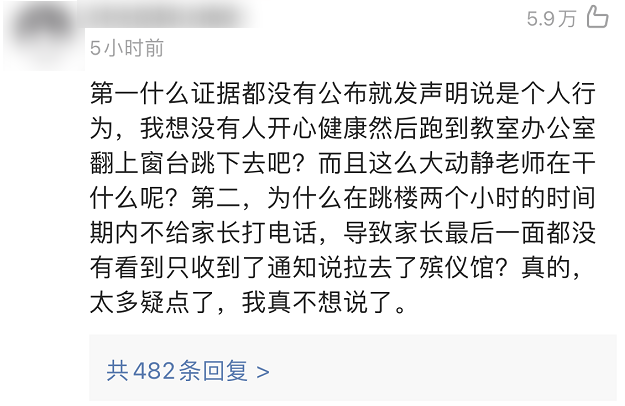 5.9万
5小时前
第一什么证据都没有公布就发声明说是个人行
为，我想没有人开心健康然后跑到教室办公室
翻上窗台跳下去吧？而且这么大动静老师在干
什么呢？第二，为什么在跳楼两个小时的时间
期内不给家长打电话，导致家长最后一面都没
有看到只收到了通知说拉去了殡仪馆？真的，
太多疑点了，我真不想说了。
共482条回复 >